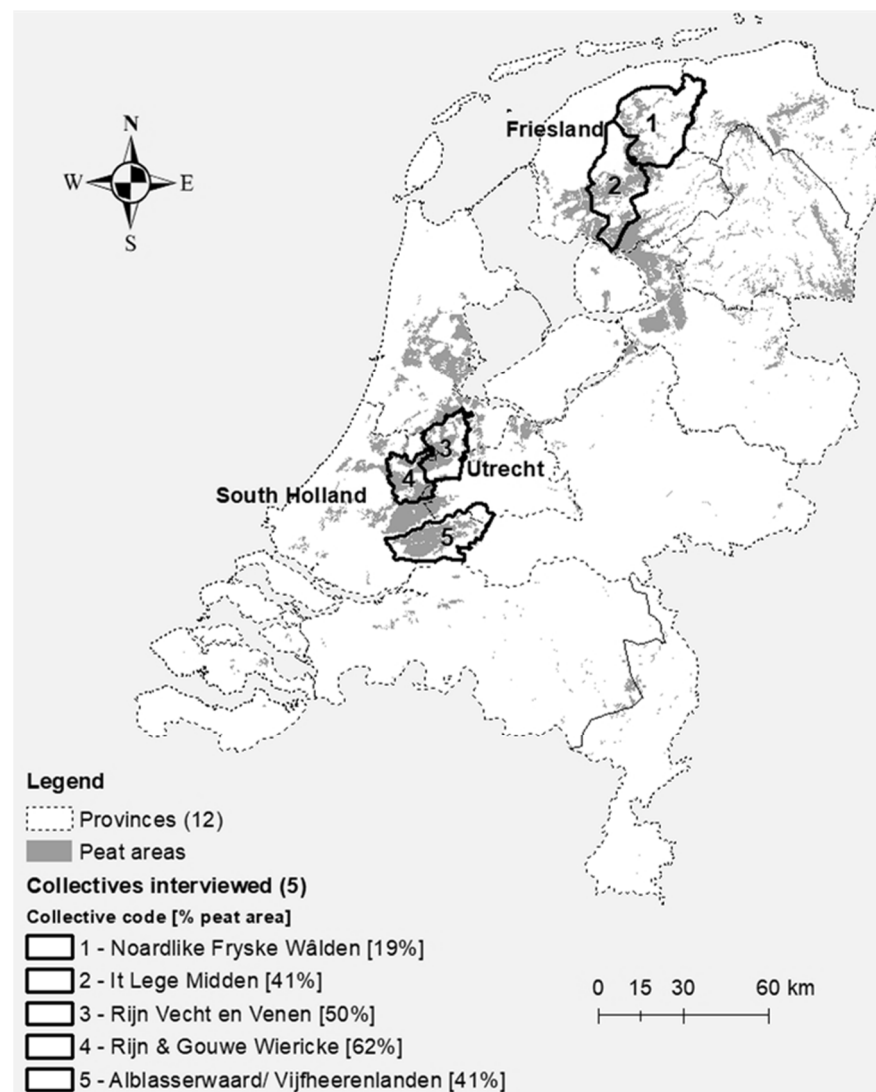 N
W E
S
Friesland
1
2
3
Utrecht
4
South Holland
5
Legend
Provinces (12)
Peat areas
Collectives interviewed (5)
Collective code [% peat area]
1 - Noardlike Fryske Wâlden [19%]
2 - It Lege Midden [41%]
3 - Rijn Vecht en Venen [50%]
4 - Rijn & Gouwe Wiericke [62%]
5 - Alblasserwaard/ Vijfheerenlanden [41%]
0 15 30 60 km